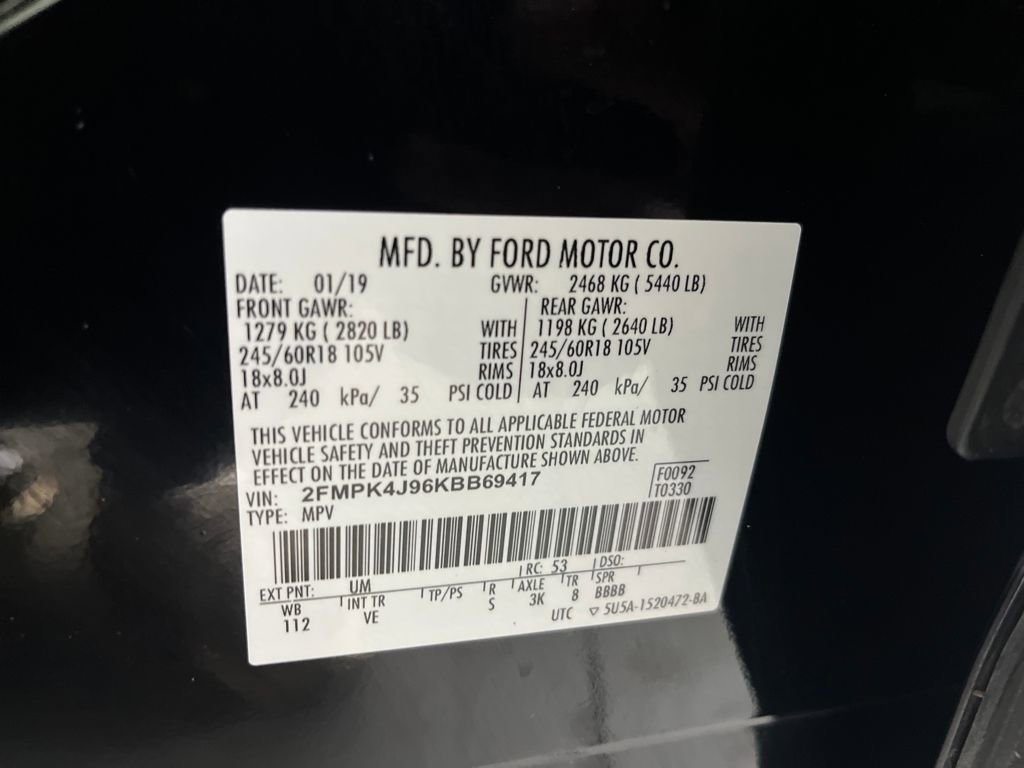 MFD. BY FORD MOTOR CO.
DATE: 01/19 GVWR: 2468 KG ( 5440 LB)
FRONT GAWR: REAR GAWR:
1279 KG ( 2820 LB) WITH 1198 KG ( 2640 LB) WITH
245/60R18 105V TIRES 245/60R18 105V TIRES
18x8.0J RIMS 18x8.0J RIMS
AT 240 kPa/ 35 PSI COLD AT 240 kPa/ 35 PSI COLD
THIS VEHICLE CONFORMS TO ALL APPLICABLE FEDERAL MOTOR
VEHICLE SAFETY AND THEFT PREVENTION STANDARDS IN
EFFECT ON THE DATE OF MANUFACTURE SHOWN ABOVE.
VIN: 2FMPK4J96KBB69417 F0092
TYPE: MPV T0330
EXT PNT: UM RC: 53 DSO:
WB INT TR TP/PS R AXLE TR SPR
112 VE S 3K 8 BBBB
UTC ▽ 5U5A-1520472-BA